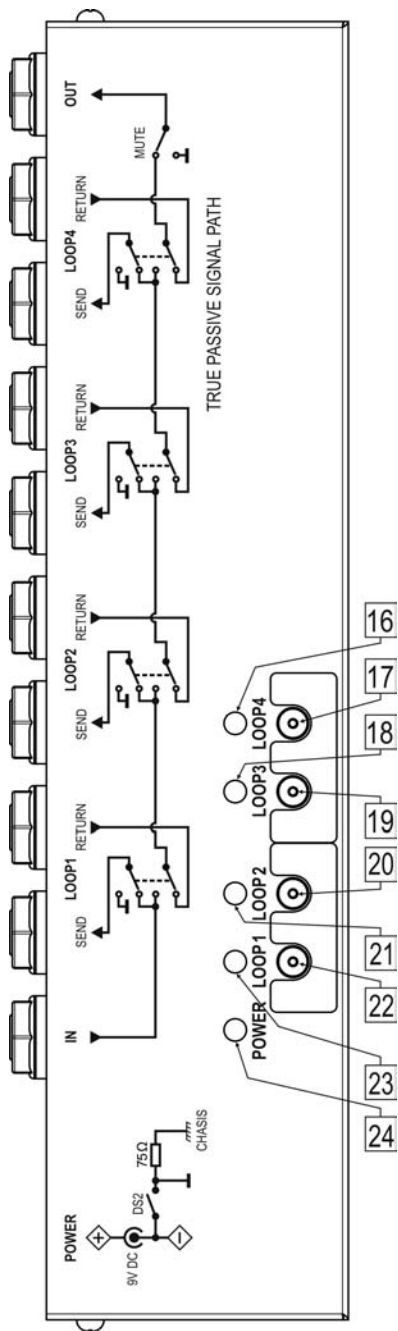 POWER
9V DC
+
−
DS2
75Ω
CHASIS
IN
LOOP1
SEND
RETURN
LOOP2
SEND
RETURN
LOOP3
SEND
RETURN
LOOP4
SEND
RETURN
OUT
MUTE
TRUE PASSIVE SIGNAL PATH
POWER
LOOP1
LOOP2
LOOP3
LOOP4
24
23
22
21
20
19
18
17
16